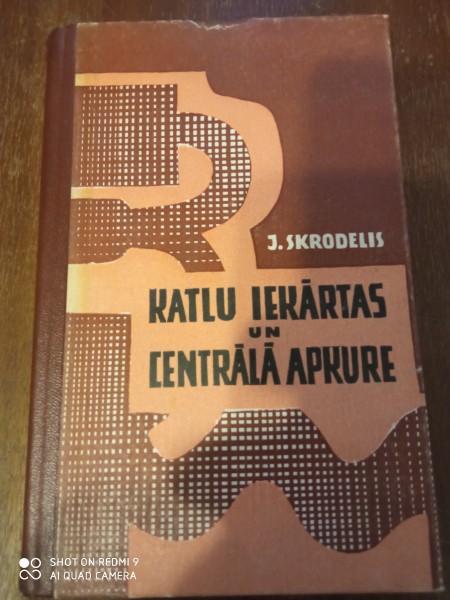 J. SKRODELIS
KATLU IEKĀRTAS
UN
CENTRĀLĀ APKURE
SHOT ON REDMI 9
AI QUAD CAMERA